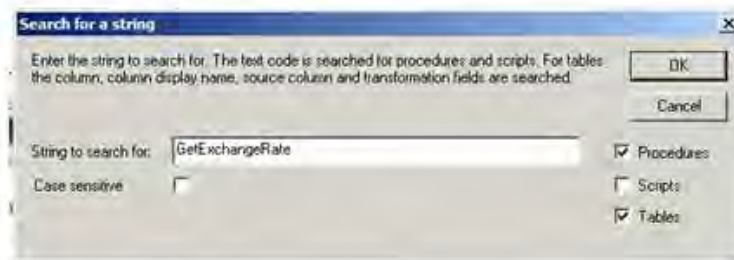 Search for a string
Enter the string to search for. The text code is searched for procedures and scripts. For tables
the column, column display name, source column and transformation fields are searched.
OK
Cancel
String to search for:
GetExchangeRate
Procedures
Case sensitive
Scripts
Tables